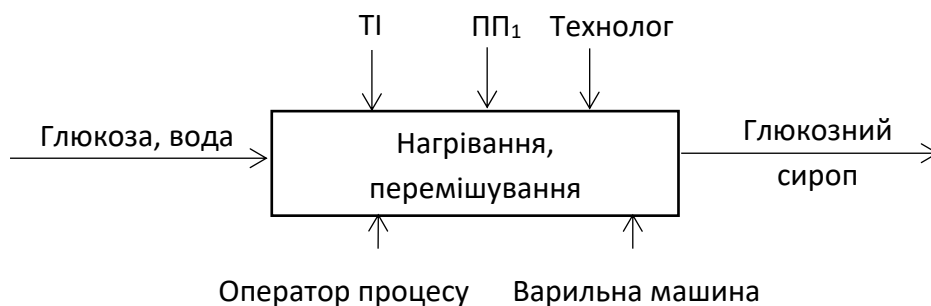 ТІ ПП₁ Технолог
Глюкоза, вода
Нагрівання,
перемішування
Глюкозний
сироп
Оператор процесу Варильна машина